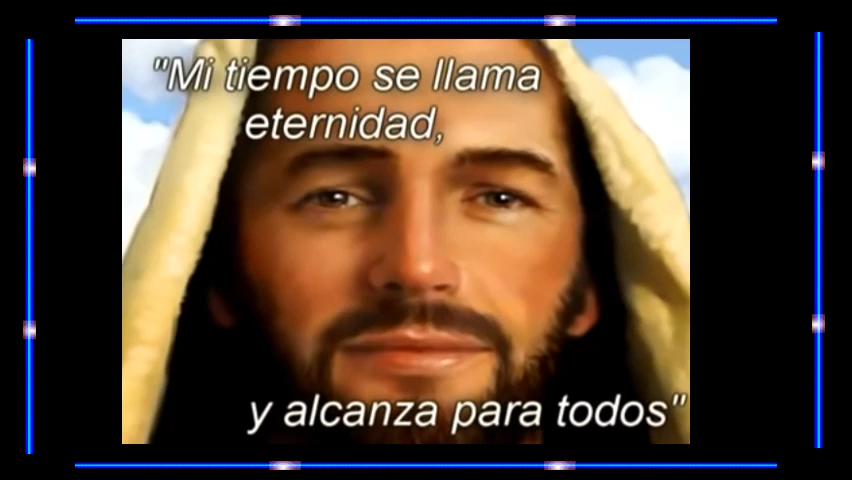 "Mi tiempo se llama
eternidad,
y alcanza para todos"